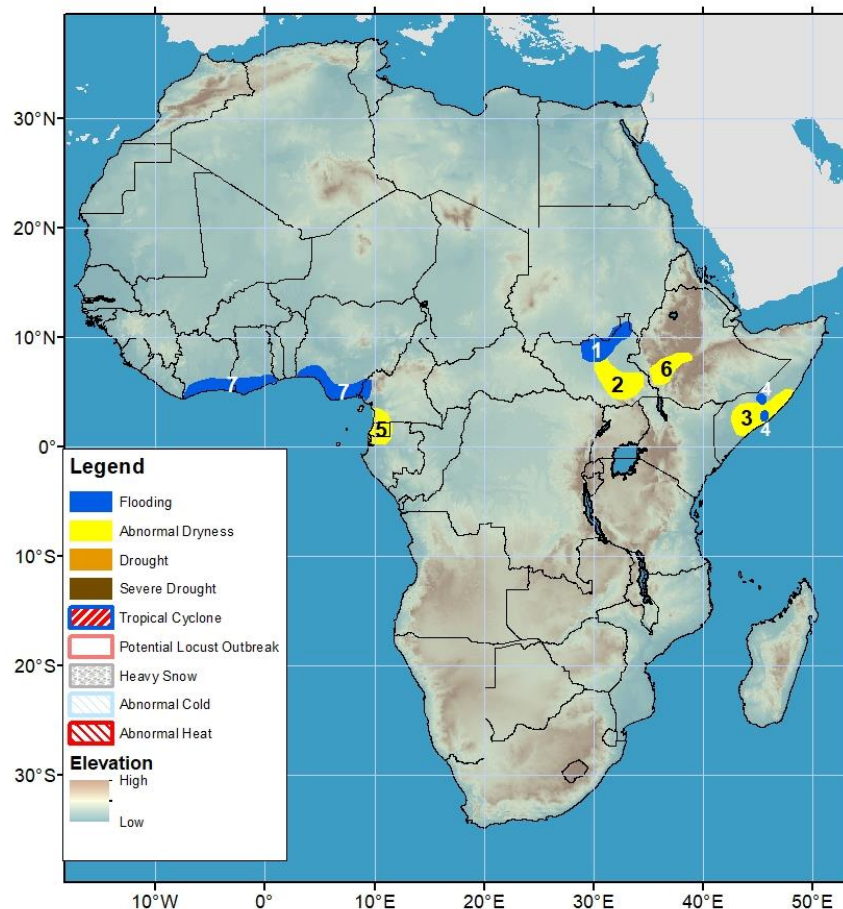 30°N
20°N
10°N
0°
10°S
20°S
30°S
1
2
6
4
3
4
7
7
5
Legend
Flooding
Abnormal Dryness
Drought
Severe Drought
Tropical Cyclone
Potential Locust Outbreak
Heavy Snow
Abnormal Cold
Abnormal Heat
Elevation
High
Low
10°W
0°
10°E
20°E
30°E
40°E
50°E